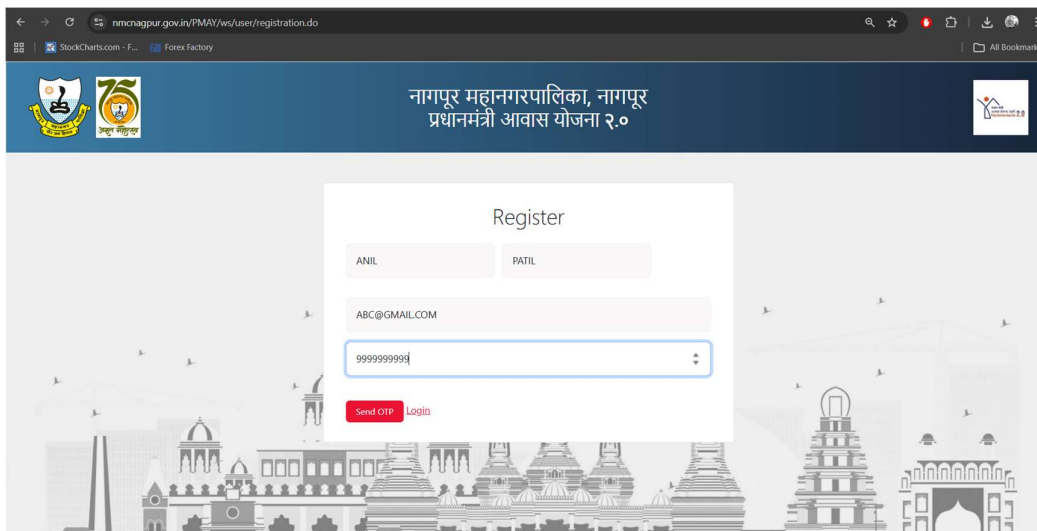 nmcnagpur.gov.in/PMAY/ws/user/registration.do
StockCharts.com - F... Forex Factory All Bookmark
नागपूर महानगरपालिका, नागपूर
प्रधानमंत्री आवास योजना २.०
Register
ANIL PATIL
ABC@GMAIL.COM
9999999999
Send OTP Login